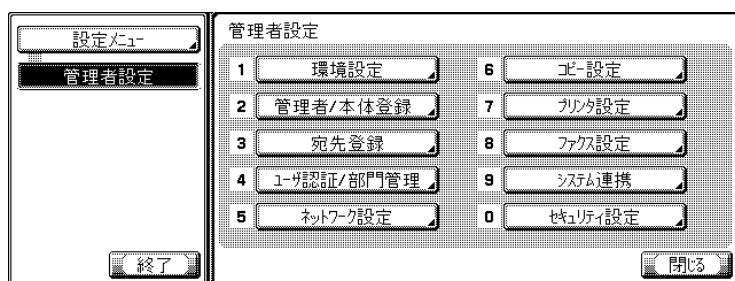 設定ﾒﾆｭｰ
管理者設定
終了
管理者設定
1 環境設定
2 管理者/本体登録
3 宛先登録
4 ﾕｰｻﾞ認証/部門管理
5 ﾈｯﾄﾜｰｸ設定
6 ｺﾋﾟｰ設定
7 ﾌﾟﾘﾝﾀ設定
8 ﾌｧｸｽ設定
9 ｼｽﾃﾑ連携
0 ｾｷｭﾘﾃｨ設定
閉じる